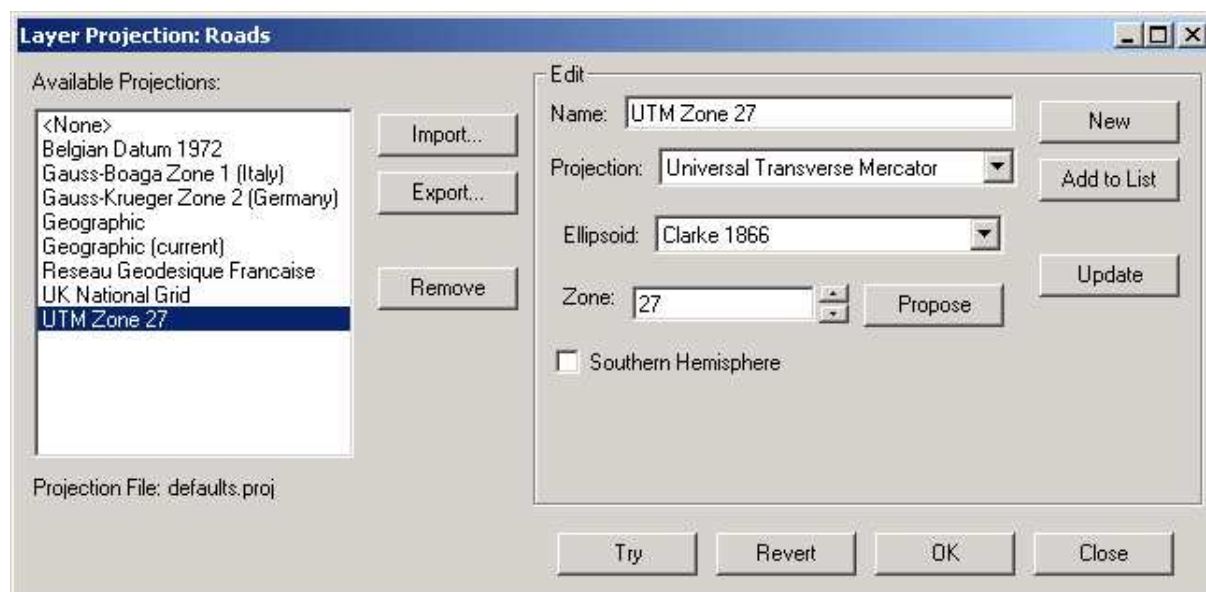 Layer Projection: Roads
Available Projections:
<None>
Belgian Datum 1972
Gauss-Boaga Zone 1 (Italy)
Gauss-Krueger Zone 2 (Germany)
Geographic
Geographic (current)
Reseau Geodesique Francaise
UK National Grid
UTM Zone 27
Projection File: defaults.proj
Import...
Export...
Remove
Edit
Name: UTM Zone 27
Projection: Universal Transverse Mercator
Ellipsoid: Clarke 1866
Zone: 27 Propose
Southern Hemisphere
New
Add to List
Update
Try Revert OK Close